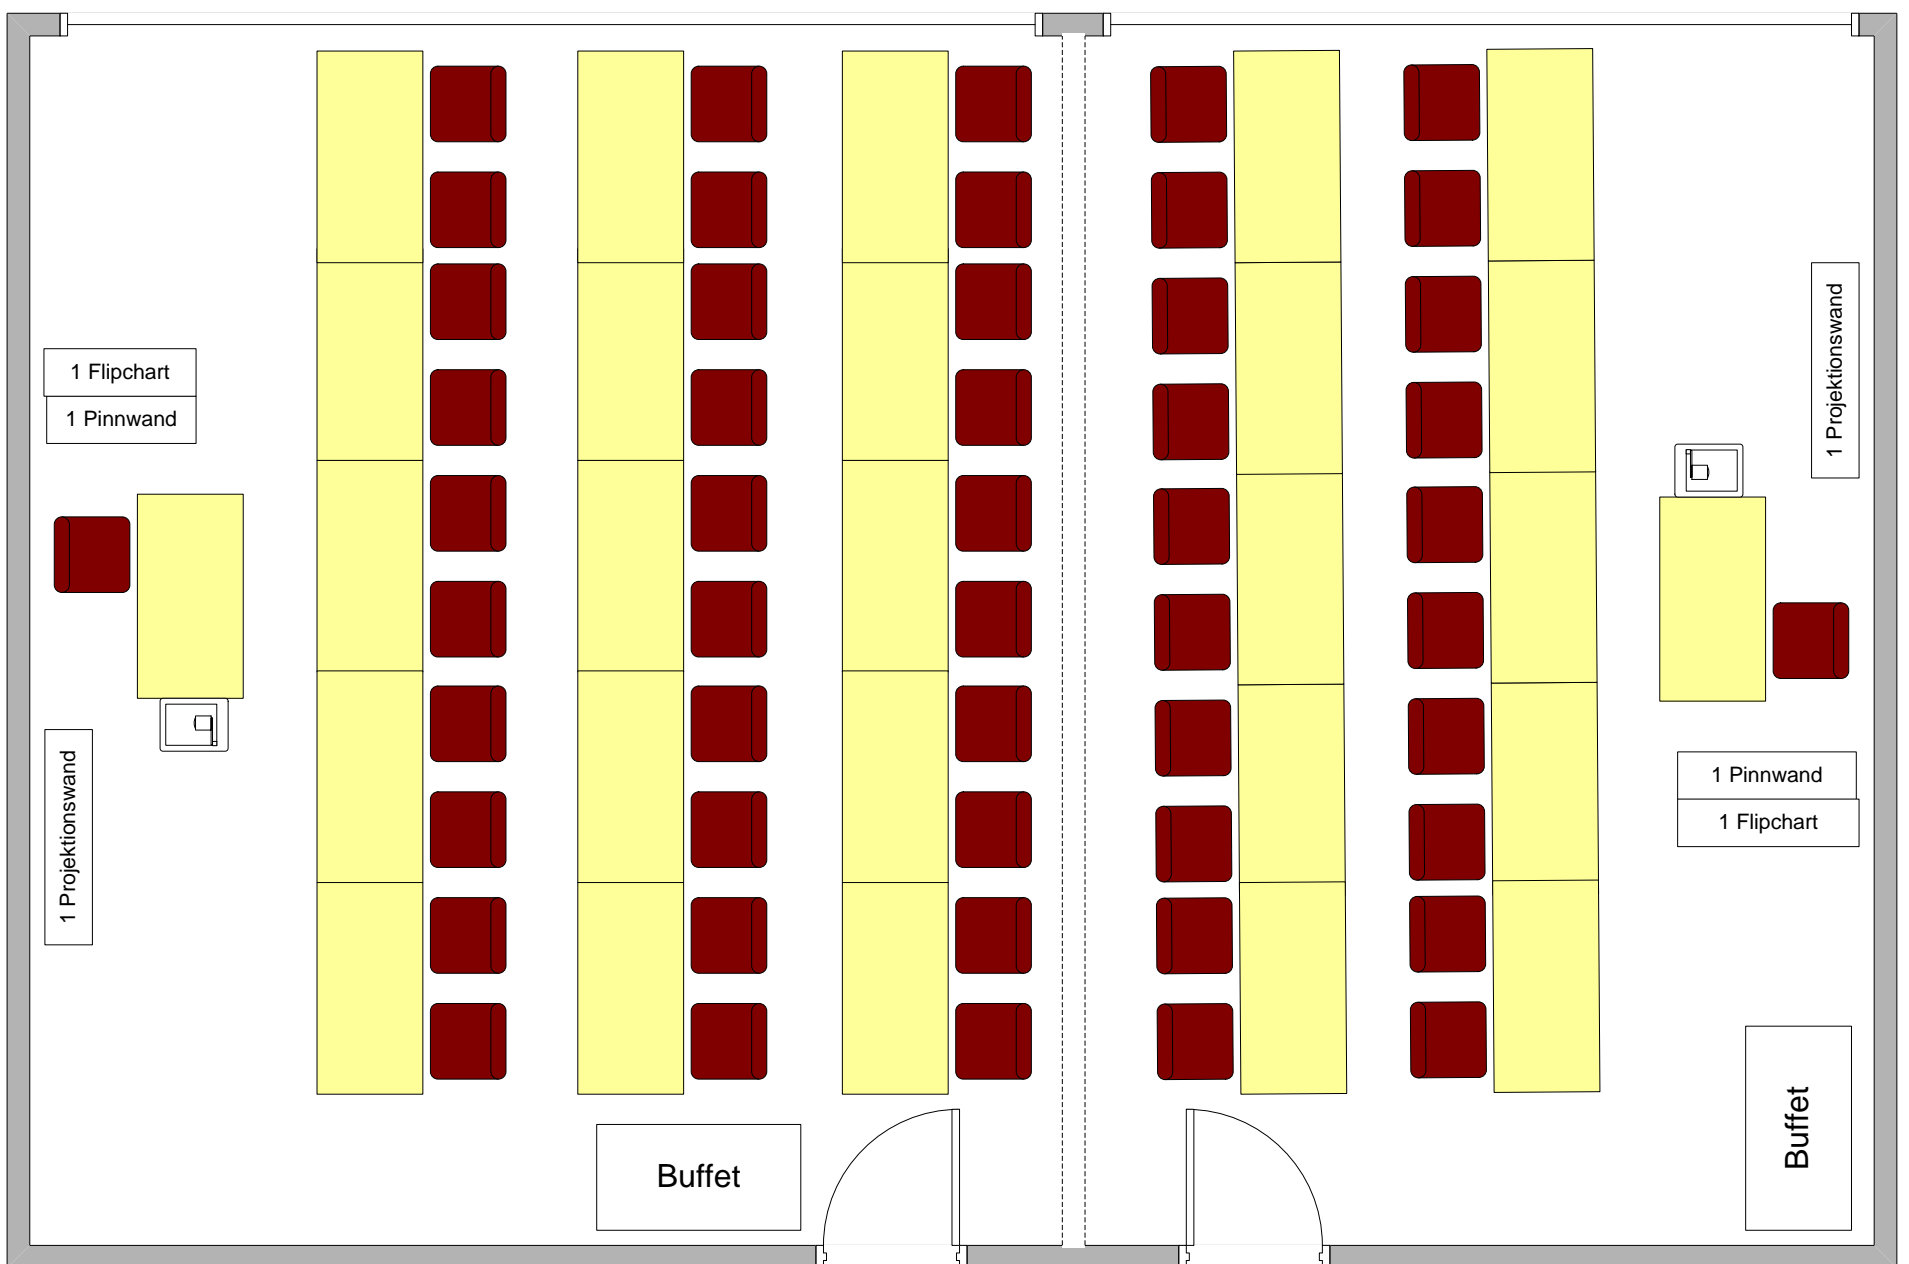 1 Flipchart
1 Pinnwand
1 Projektionswand
Buffet
1 Projektionswand
1 Pinnwand
1 Flipchart
Buffet